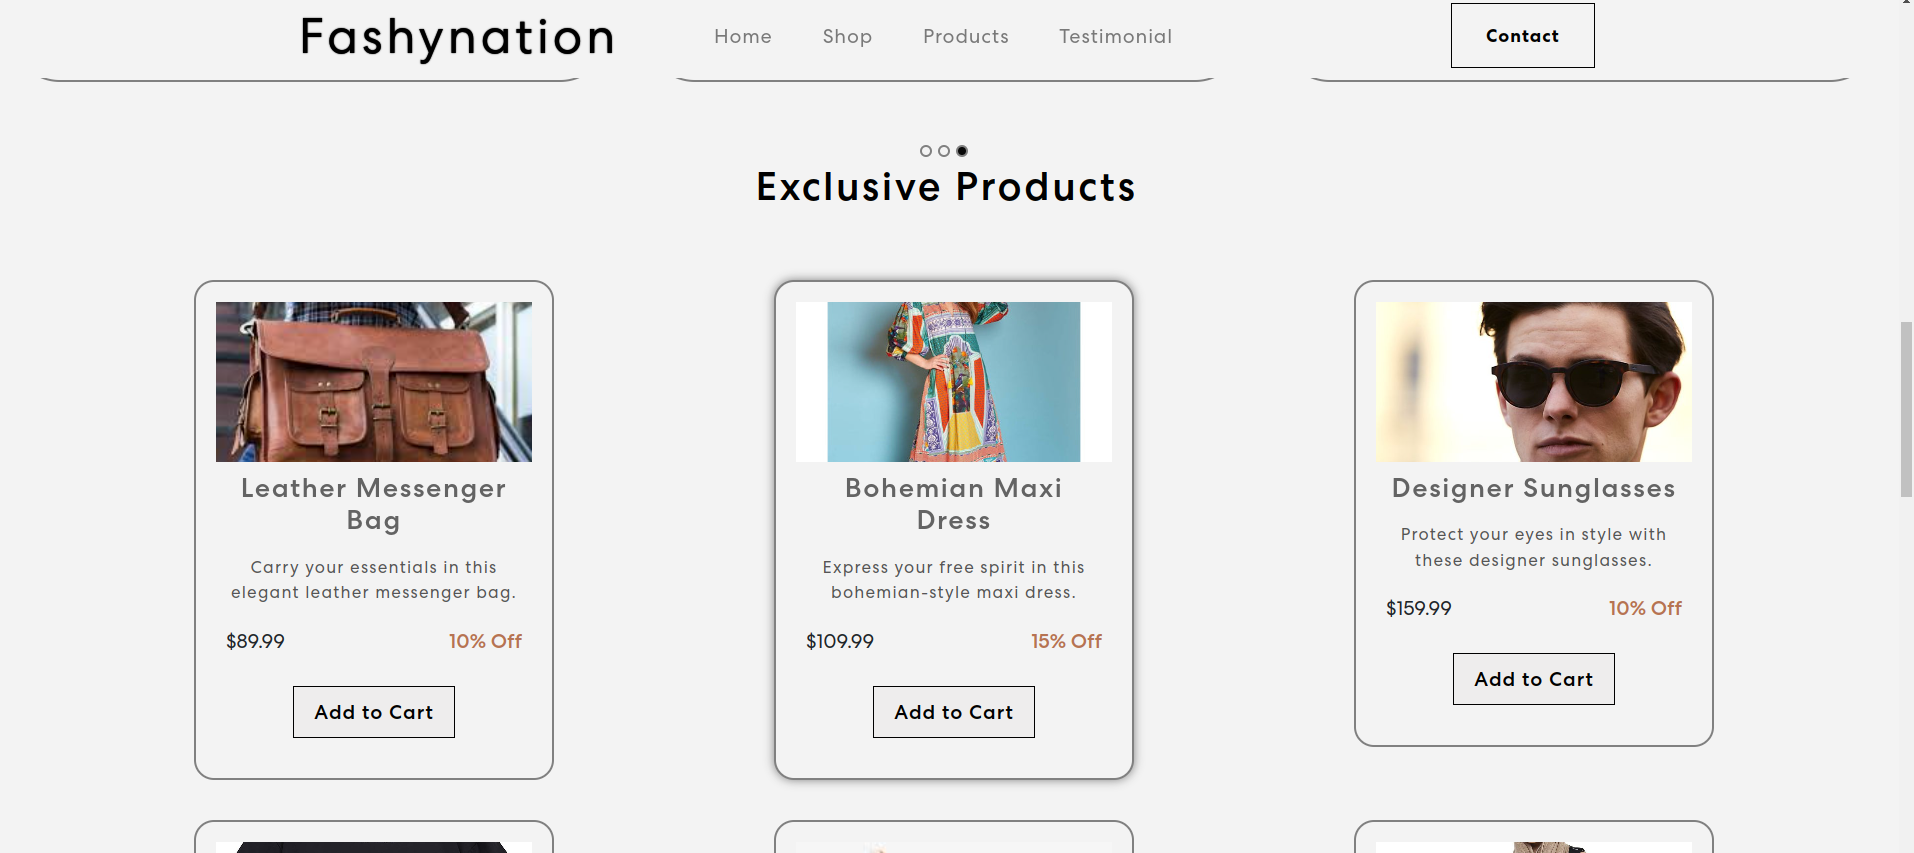 Fashynation
Home
Shop
Products
Testimonial
Contact
Exclusive Products
Leather Messenger
Bag
Carry your essentials in this
elegant leather messenger bag.
$89.99
10% Off
Add to Cart
Bohemian Maxi
Dress
Express your free spirit in this
bohemian-style maxi dress.
$109.99
15% Off
Add to Cart
Designer Sunglasses
Protect your eyes in style with
these designer sunglasses.
$159.99
10% Off
Add to Cart